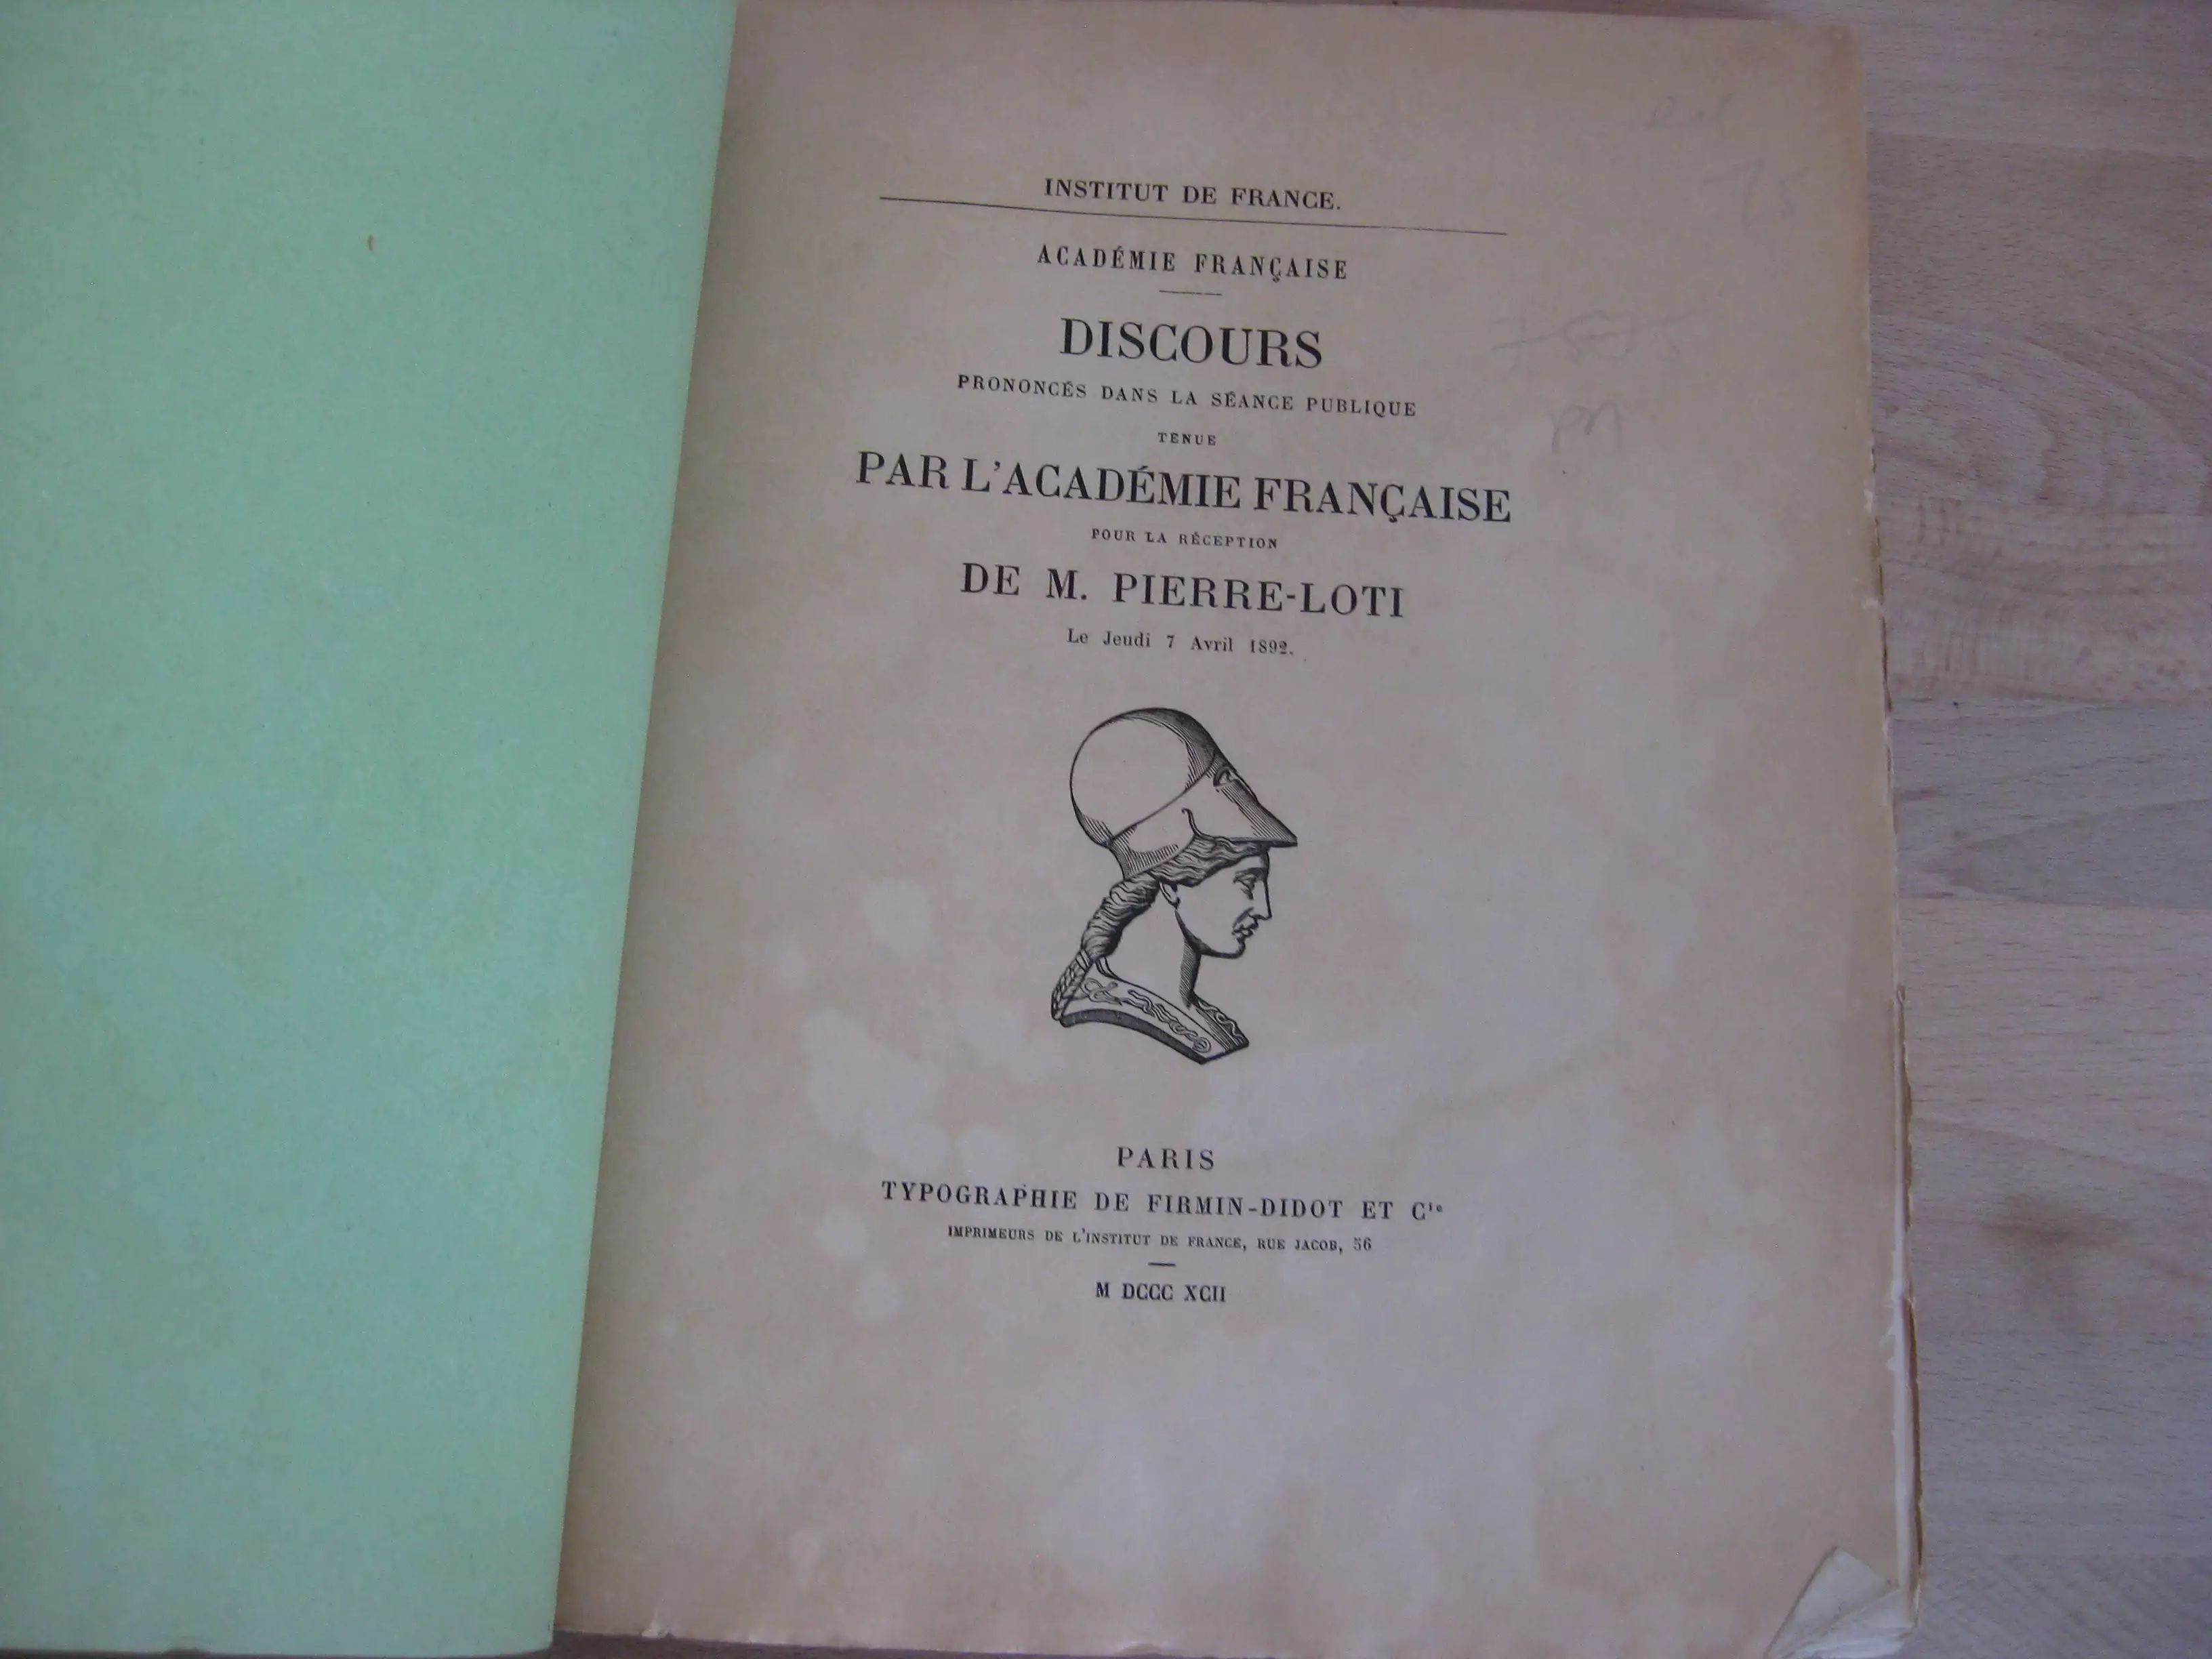 INSTITUT DE FRANCE.
ACADÉMIE FRANÇAISE
DISCOURS
PRONONCÉS DANS LA SÉANCE PUBLIQUE
TENUE
PAR L'ACADÉMIE FRANÇAISE
POUR LA RÉCEPTION
DE M. PIERRE-LOTI
Le Jeudi 7 Avril 1892.
PARIS
TYPOGRAPHIE DE FIRMIN-DIDOT ET Cie
IMPRIMEURS DE L'INSTITUT DE FRANCE, RUE JACOB, 56
M DCCC XCII